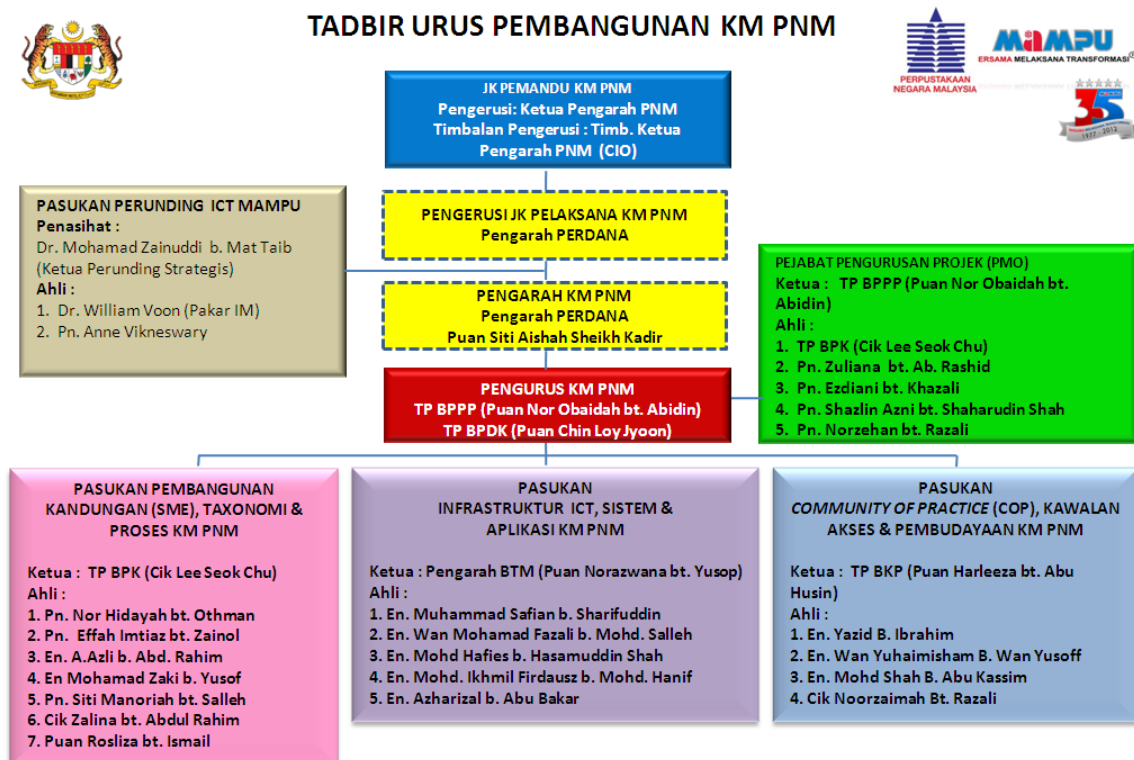 TADBIR URUS PEMBANGUNAN KM PNM
PERPUSTAKAAN
NEGARA MALAYSIA
MAMPU
ERSAMA MELAKSANA TRANSFORMASI
35
1977 - 2012
JK PEMANDU KM PNM
Pengerusi: Ketua Pengarah PNM
Timbalan Pengerusi : Timb. Ketua
Pengarah PNM (CIO)
PASUKAN PERUNDING ICT MAMPU
Penasihat :
Dr. Mohamad Zainuddi b. Mat Taib
(Ketua Perunding Strategis)
Ahli :
1. Dr. William Voon (Pakar IM)
2. Pn. Anne Vikneswary
PENGERUSI JK PELAKSANA KM PNM
Pengarah PERDANA
PENGARAH KM PNM
Pengarah PERDANA
Puan Siti Aishah Sheikh Kadir
PEJABAT PENGURUSAN PROJEK (PMO)
Ketua : TP BPPP (Puan Nor Obaidah bt.
Abidin)
Ahli :
1. TP BPK (Cik Lee Seok Chu)
2. Pn. Zuliana bt. Ab. Rashid
3. Pn. Ezdiani bt. Khazali
4. Pn. Shazlin Azni bt. Shaharudin Shah
5. Pn. Norzehan bt. Razali
PENGURUS KM PNM
TP BPPP (Puan Nor Obaidah bt. Abidin)
TP BPDK (Puan Chin Loy Jyoon)
PASUKAN PEMBANGUNAN
KANDUNGAN (SME), TAXONOMI &
PROSES KM PNM
Ketua : TP BPK (Cik Lee Seok Chu)
Ahli :
1. Pn. Nor Hidayah bt. Othman
2. Pn. Effah Imtiaz bt. Zainol
3. En. A.Azli b. Abd. Rahim
4. En Mohamad Zaki b. Yusof
5. Pn. Siti Manoriah bt. Salleh
6. Cik Zalina bt. Abdul Rahim
7. Puan Rosliza bt. Ismail
PASUKAN
INFRASTRUKTUR ICT, SISTEM &
APLIKASI KM PNM
Ketua : Pengarah BTM (Puan Norazwana bt. Yusop)
Ahli :
1. En. Muhammad Safian b. Sharifuddin
2. En. Wan Mohamad Fazali b. Mohd. Salleh
3. En. Mohd Hafies b. Hasamuddin Shah
4. En. Mohd. Ikhmil Firdausz b. Mohd. Hanif
5. En. Azharizal b. Abu Bakar
PASUKAN
COMMUNITY OF PRACTICE (COP), KAWALAN
AKSES & PEMBUDAYAAN KM PNM
Ketua : TP BKP (Puan Harleeza bt. Abu
Husin)
Ahli :
1. En. Yazid B. Ibrahim
2. En. Wan Yuhaimisham B. Wan Yusoff
3. En. Mohd Shah B. Abu Kassim
4. Cik Noorzaimah Bt. Razali